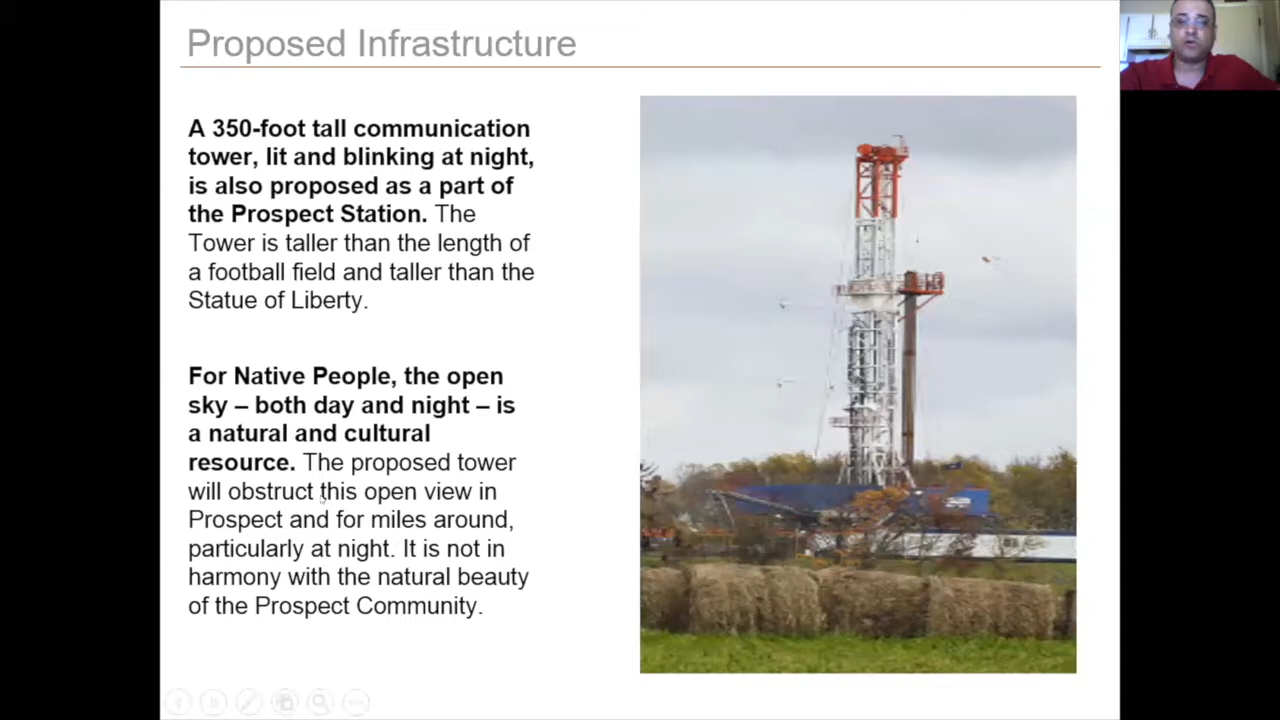 Proposed Infrastructure
A 350-foot tall communication
tower, lit and blinking at night,
is also proposed as a part of
the Prospect Station. The
Tower is taller than the length of
a football field and taller than the
Statue of Liberty.
For Native People, the open
sky – both day and night – is
a natural and cultural
resource. The proposed tower
will obstruct this open view in
Prospect and for miles around,
particularly at night. It is not in
harmony with the natural beauty
of the Prospect Community.